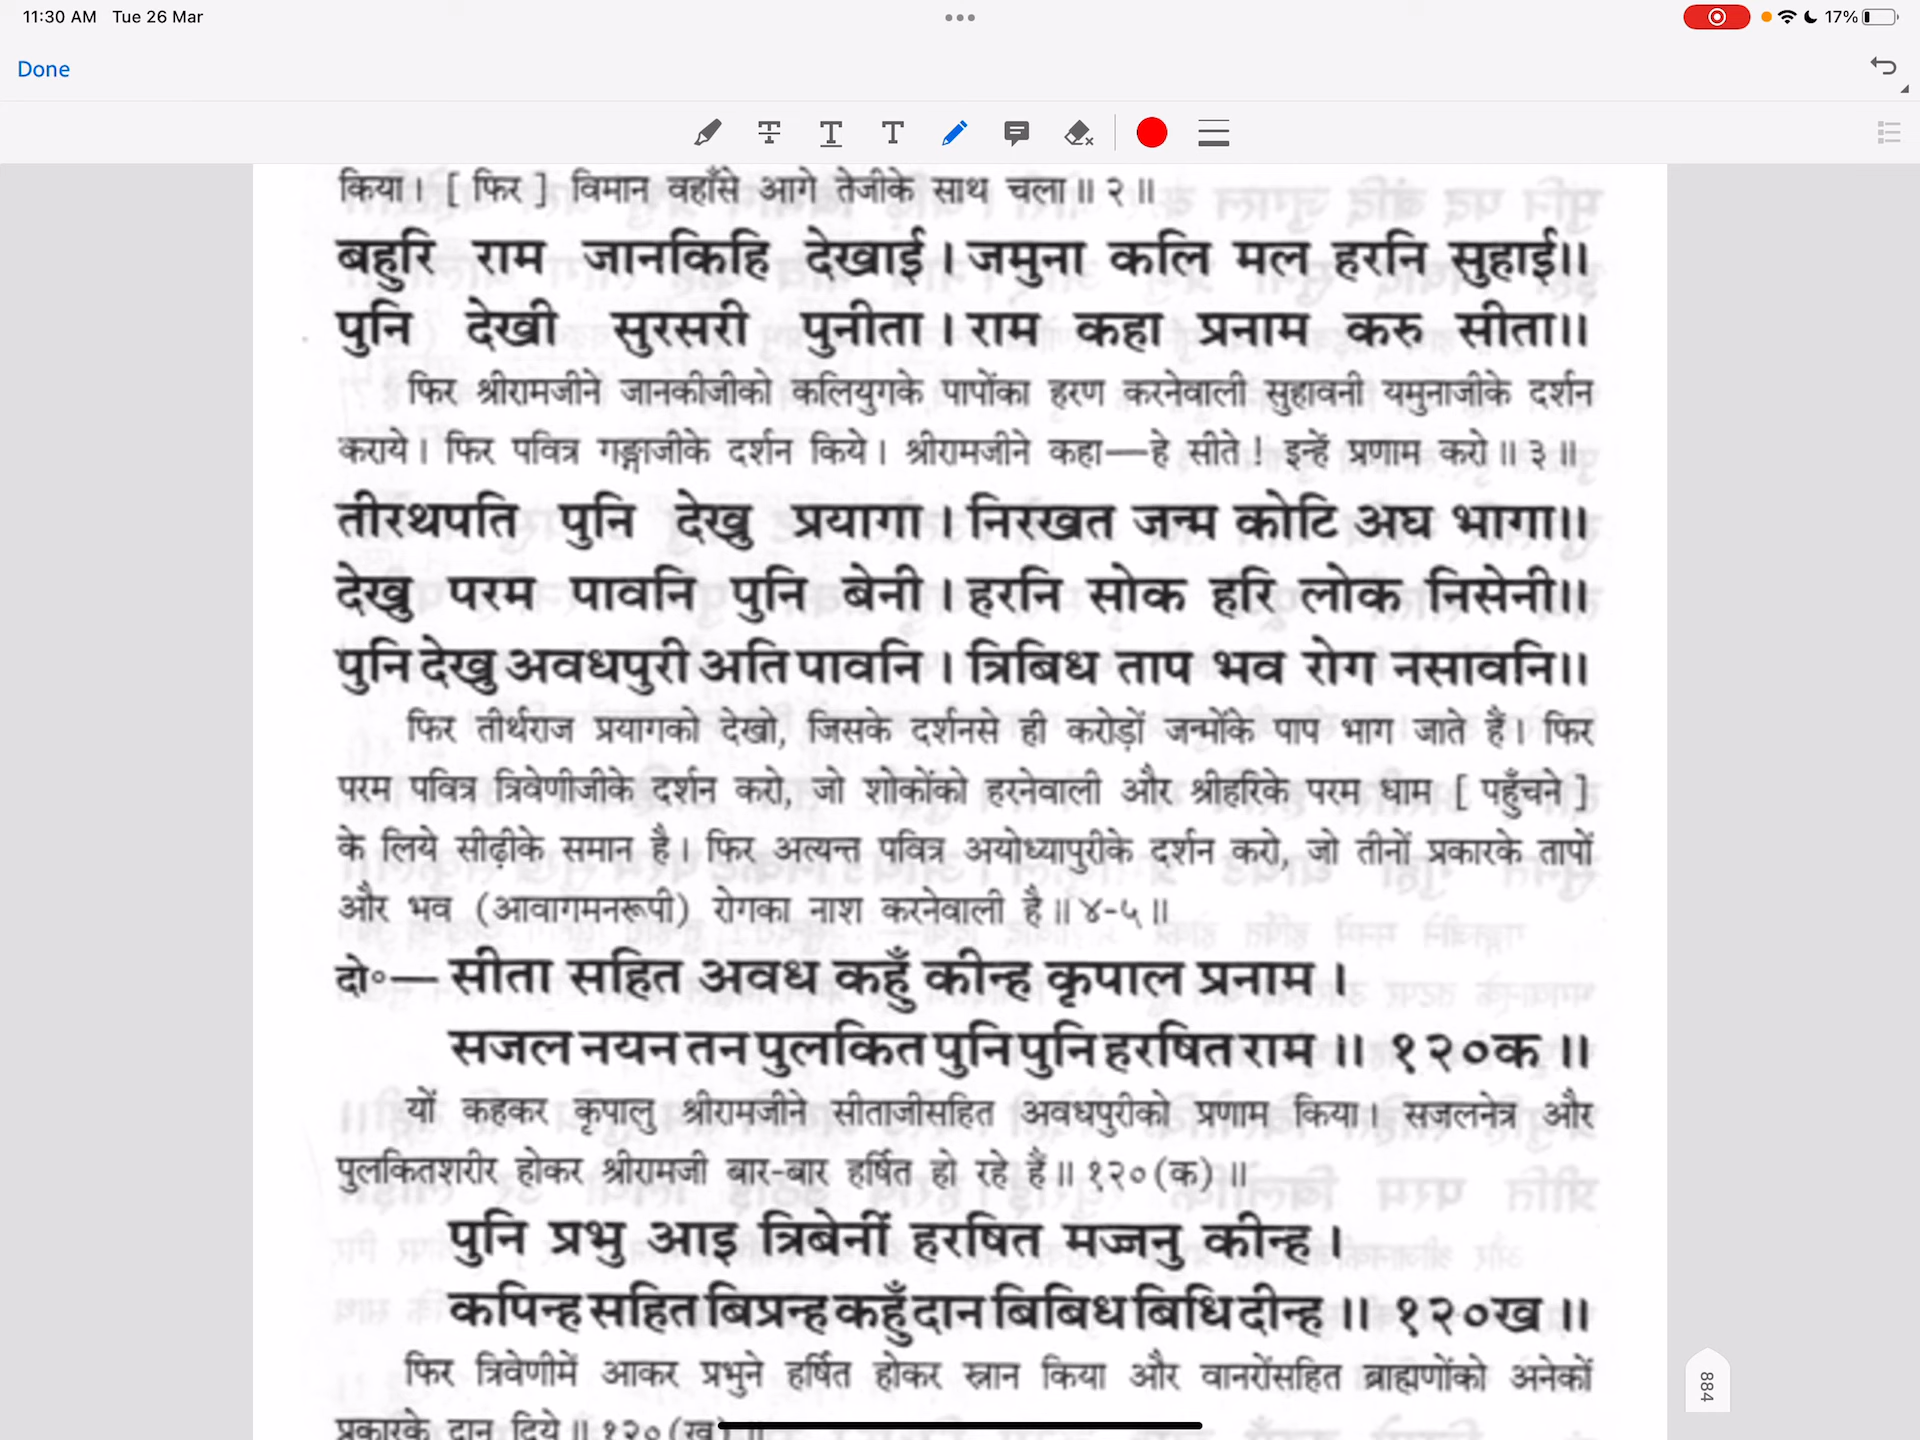 11:30 AM Tue 26 Mar
17%
Done
किया। [ फिर ] विमान वहाँसे आगे तेजीके साथ चला॥ २॥
बहुरि राम जानकिहि देखाई। जमुना कलि मल हरनि सुहाई॥
पुनि देखी सुरसरी पुनीता। राम कहा प्रनाम करु सीता॥
फिर श्रीरामजीने जानकीजीको कलियुगके पापोंका हरण करनेवाली सुहावनी यमुनाजीके दर्शन
कराये। फिर पवित्र गङ्गाजीके दर्शन किये। श्रीरामजीने कहा—हे सीते! इन्हें प्रणाम करो॥ ३॥
तीरथपति पुनि देखु प्रयागा। निरखत जन्म कोटि अघ भागा॥
देखु परम पावनि पुनि बेनी। हरनि सोक हरि लोक निसेनी॥
पुनि देखु अवधपुरी अति पावनि। त्रिबिध ताप भव रोग नसावनि॥
फिर तीर्थराज प्रयागको देखो, जिसके दर्शनसे ही करोड़ों जन्मोंके पाप भाग जाते हैं। फिर
परम पवित्र त्रिवेणीजीके दर्शन करो, जो शोकोंको हरनेवाली और श्रीहरिके परम धाम [ पहुँचने ]
के लिये सीढ़ीके समान है। फिर अत्यन्त पवित्र अयोध्यापुरीके दर्शन करो, जो तीनों प्रकारके तापों
और भव (आवागमनरूपी) रोगका नाश करनेवाली है॥ ४-५॥
दो०— सीता सहित अवध कहुँ कीन्ह कृपाल प्रनाम।
सजल नयन तन पुलकित पुनि पुनि हरषित राम॥ १२०क॥
यों कहकर कृपालु श्रीरामजीने सीताजीसहित अवधपुरीको प्रणाम किया। सजलनेत्र और
पुलकितशरीर होकर श्रीरामजी बार-बार हर्षित हो रहे हैं॥ १२० (क)॥
पुनि प्रभु आइ त्रिबेनीं हरषित मज्जनु कीन्ह।
कपिन्ह सहित बिप्रन्ह कहुँ दान बिबिध बिधि दीन्ह॥ १२०ख॥
फिर त्रिवेणीमें आकर प्रभुने हर्षित होकर स्नान किया और वानरोंसहित ब्राह्मणोंको अनेकों
प्रकारके दान दिये॥ १२० (ख)॥
884